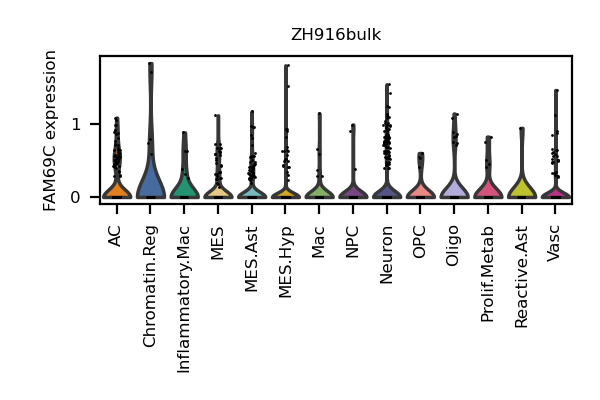 ZH916bulk
FAM69C expression
1
0
AC
Chromatin.Reg
Inflammatory.Mac
MES
MES.Ast
MES.Hyp
Mac
NPC
Neuron
OPC
Oligo
Prolif.Metab
Reactive.Ast
Vasc